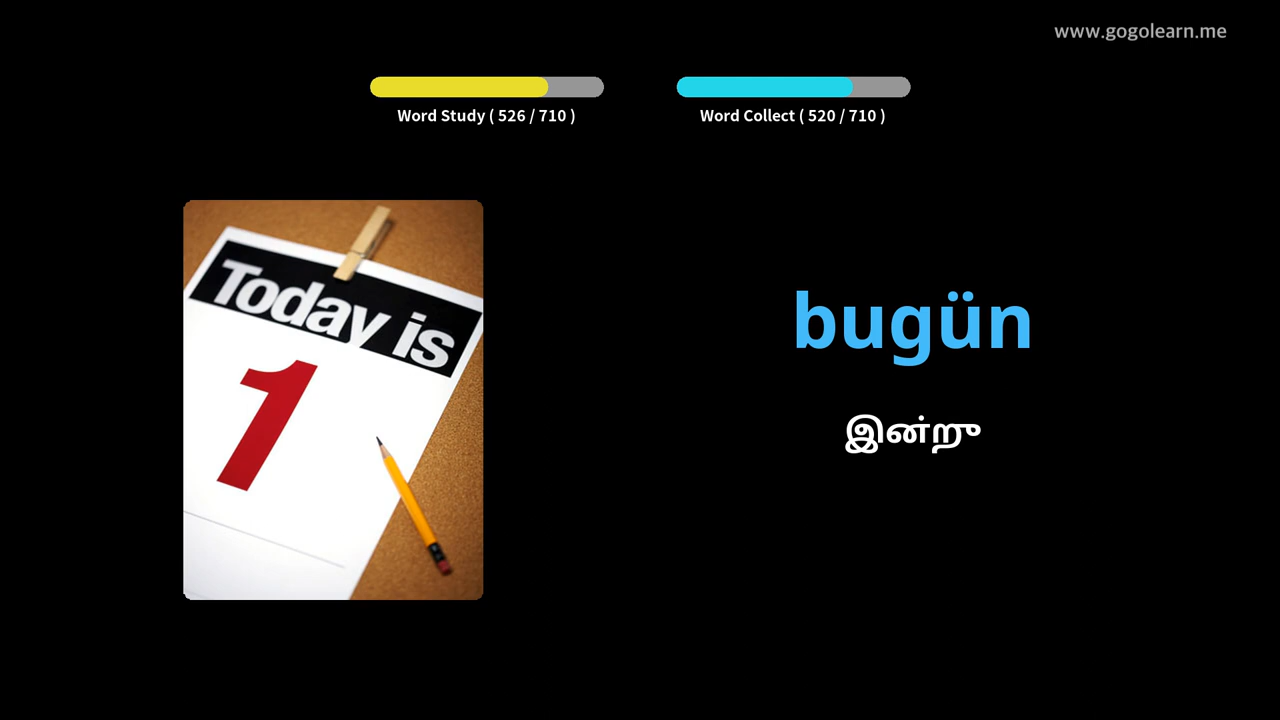 www.gogolearn.me
Word Study ( 526 / 710 )
Word Collect ( 520 / 710 )
Today is
1
bugün
இன்று